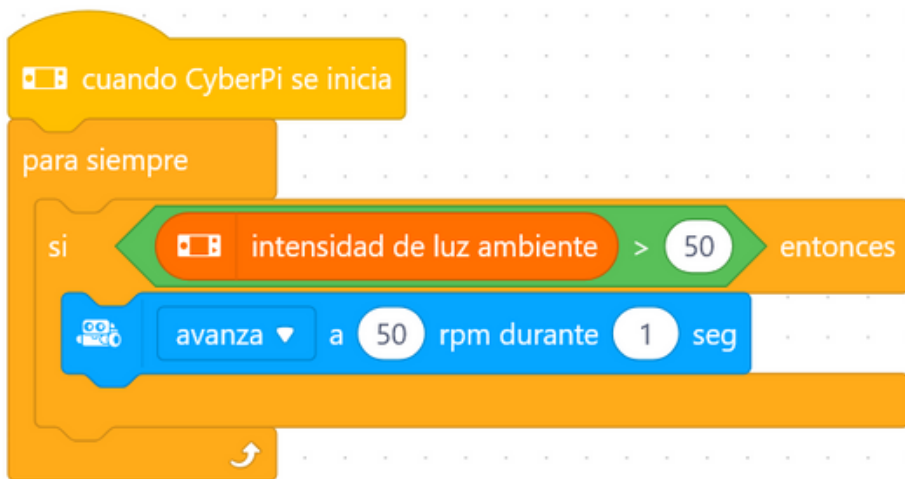 cuando CyberPi se inicia
para siempre
si intensidad de luz ambiente > 50 entonces
avanza a 50 rpm durante 1 seg